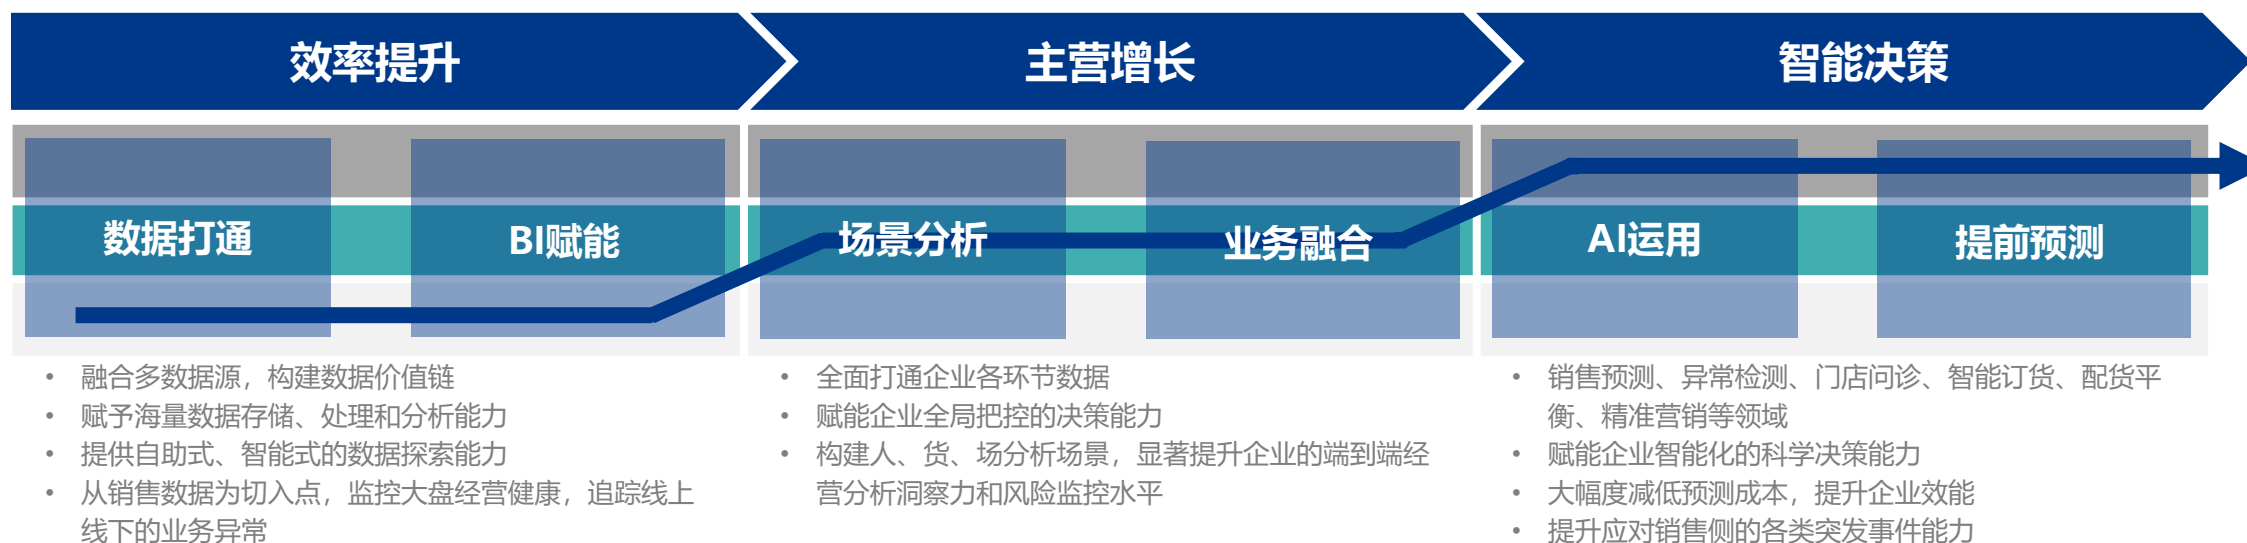 效率提升
主营增长
智能决策
数据打通
BI赋能
场景分析
业务融合
AI运用
提前预测
• 融合多数据源，构建数据价值链
• 赋予海量数据存储、处理和分析能力
• 提供自助式、智能式的数据探索能力
• 从销售数据为切入点，监控大盘经营健康，追踪线上
线下的业务异常
• 全面打通企业各环节数据
• 赋能企业全局把控的决策能力
• 构建人、货、场分析场景，显著提升企业的端到端经
营分析洞察力和风险监控水平
• 销售预测、异常检测、门店问诊、智能订货、配货平
衡、精准营销等领域
• 赋能企业智能化的科学决策能力
• 大幅度减低预测成本，提升企业效能
• 提升应对销售侧的各类突发事件能力